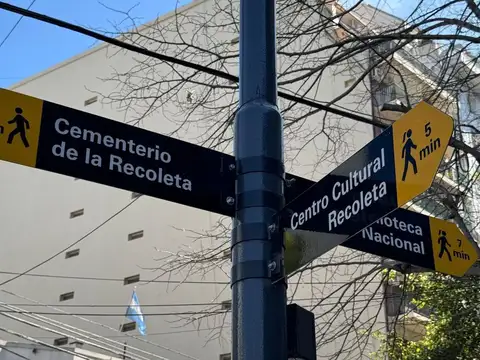 Cementerio
de la Recoleta
Centro Cultural
Recoleta
5
min
Nacional
7
min